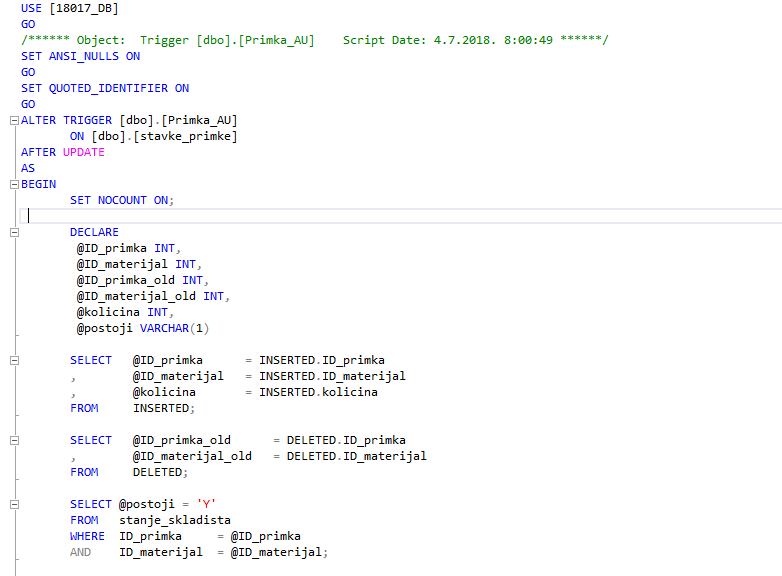 USE [18017_DB]
GO
/****** Object:  Trigger [dbo].[Primka_AU]    Script Date: 4.7.2018. 8:00:49 ******/
SET ANSI_NULLS ON
GO
SET QUOTED_IDENTIFIER ON
GO
ALTER TRIGGER [dbo].[Primka_AU]
       ON [dbo].[stavke_primke]
AFTER UPDATE
AS
BEGIN
       SET NOCOUNT ON;
       DECLARE
        @ID_primka INT,
        @ID_materijal INT,
        @ID_primka_old INT,
        @ID_materijal_old INT,
        @kolicina INT,
        @postoji VARCHAR(1)
       SELECT   @ID_primka      = INSERTED.ID_primka
       ,        @ID_materijal   = INSERTED.ID_materijal
       ,        @kolicina       = INSERTED.kolicina
       FROM     INSERTED;
       SELECT   @ID_primka_old      = DELETED.ID_primka
       ,        @ID_materijal_old   = DELETED.ID_materijal
       FROM     DELETED;
       SELECT @postoji = 'Y'
       FROM   stanje_skladista
       WHERE  ID_primka     = @ID_primka
       AND    ID_materijal  = @ID_materijal;